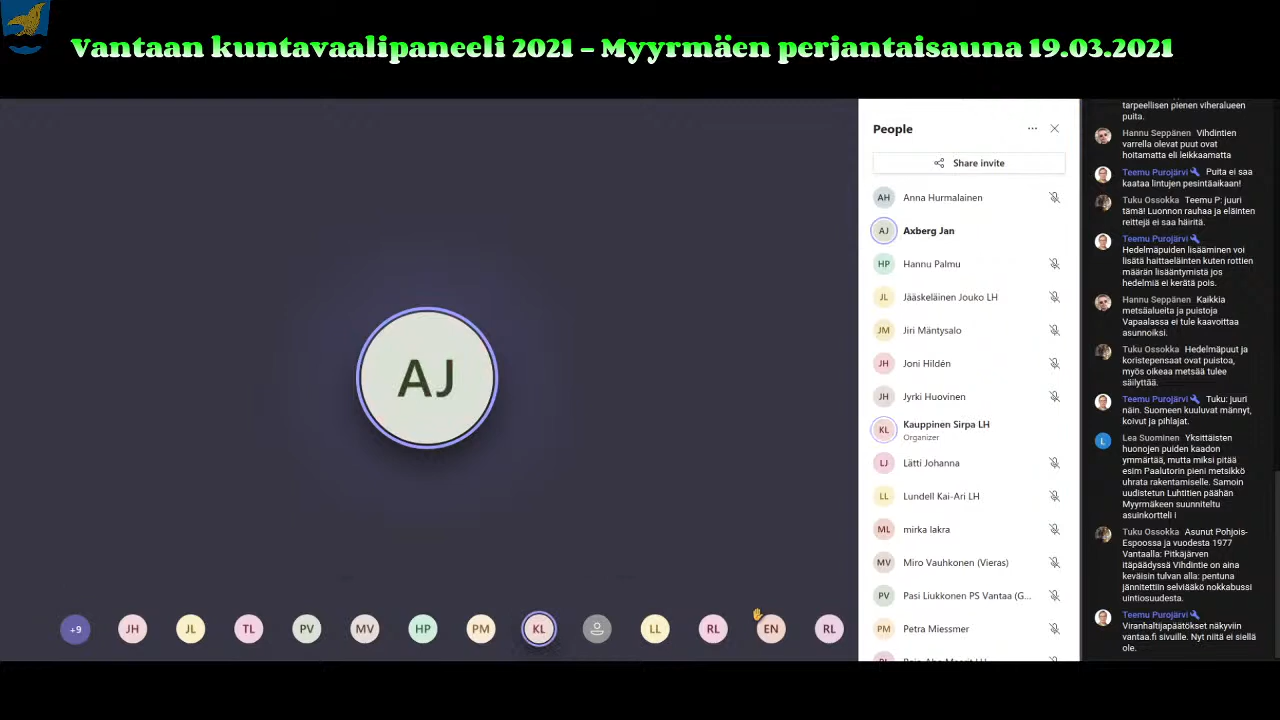 Vantaan kuntavaalipaneeli 2021 – Myyrmäen perjantaisauna 19.03.2021
AJ
+9
JH
JL
TL
PV
MV
HP
PM
KL
LL
RL
EN
RL
People
Share invite
AH Anna Hurmalainen
AJ Axberg Jan
HP Hannu Palmu
JL Jääskeläinen Jouko LH
JM Jiri Mäntysalo
JH Joni Hildén
JH Jyrki Huovinen
KL Kauppinen Sirpa LH
Organizer
LJ Lätti Johanna
LL Lundell Kai-Ari LH
ML mirka lakra
MV Miro Vauhkonen (Vieras)
PV Pasi Liukkonen PS Vantaa (G...
PM Petra Miessmer
tarpeellisen pienen viheralueen
puita.
Hannu Seppänen Vihdintien
varrella olevat puut ovat
hoitamatta eli leikkaamatta
Teemu Purojärvi Puita ei saa
kaataa lintujen pesintäaikaan!
Tuku Ossokka Teemu P: juuri
tämä! Luonnon rauhaa ja eläinten
reittejä ei saa häiritä.
Teemu Purojärvi
Hedelmäpuiden lisääminen voi
lisätä haittaeläinten kuten rottien
määrän lisääntymistä jos
hedelmiä ei kerätä pois.
Hannu Seppänen Kaikkia
metsäalueita ja puistoja
Vapaalassa ei tule kaavoittaa
asunnoiksi.
Tuku Ossokka Hedelmäpuut ja
koristepensaat ovat puistoa,
myös oikeaa metsää tulee
säilyttää.
Teemu Purojärvi Tuku: juuri
näin. Suomeen kuuluvat männyt,
koivut ja pihlajat.
L Lea Suominen Yksittäisten
huonojen puiden kaadon
ymmärtää, mutta miksi pitää
esim Paalutorin pieni metsikkö
uhrata rakentamiselle. Samoin
uudistetun Luhtitien päähän
Myyrmäkeen suunniteltu
asuinkortteli i
Tuku Ossokka Asunut Pohjois-
Espoossa ja vuodesta 1977
Vantaalla: Pitkäjärven
itäpäädyssä Vihdintie on aina
keväisin tulvan alla: pentuna
jännitettiin selviääkö nokkabussi
uintiosuudesta.
Teemu Purojärvi
Viranhaltijapäätökset näkyviin
vantaa.fi sivuille. Nyt niitä ei siellä
ole.